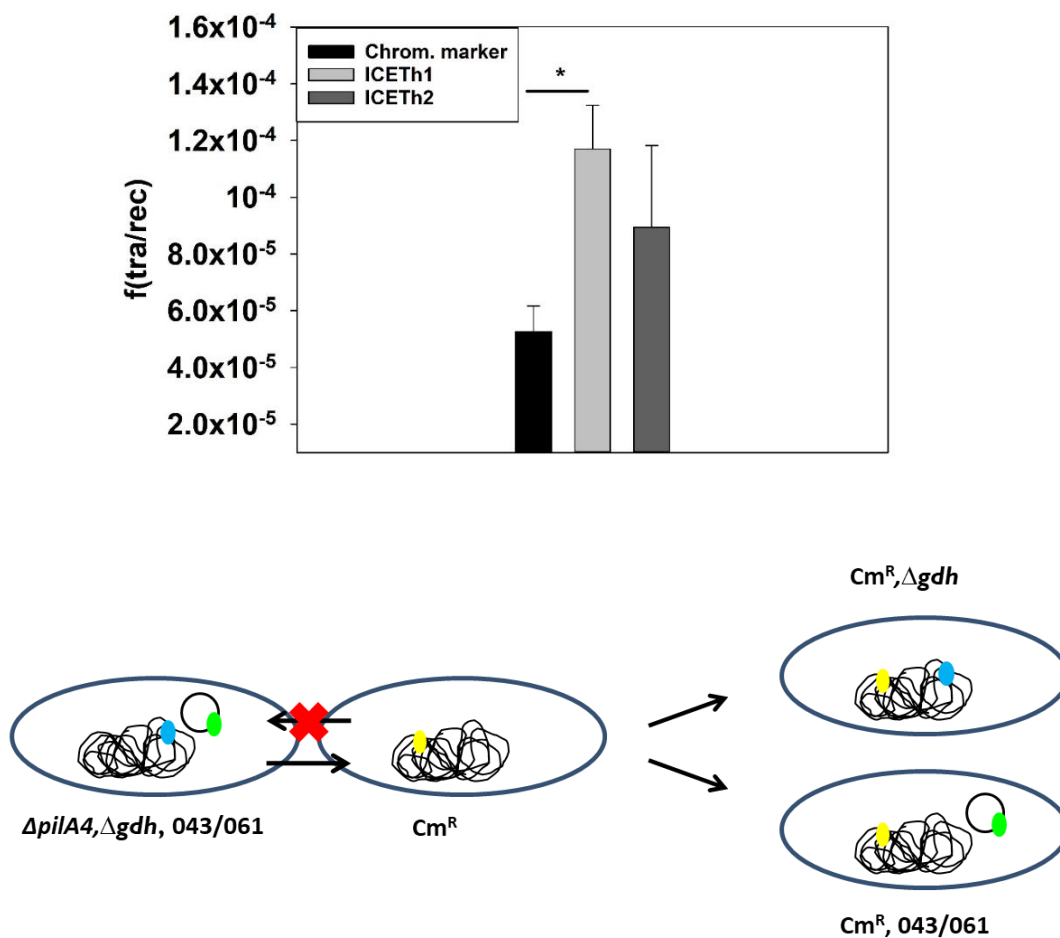 1.6x10⁻⁴
1.4x10⁻⁴
1.2x10⁻⁴
10⁻⁴
8.0x10⁻⁵
6.0x10⁻⁵
4.0x10⁻⁵
2.0x10⁻⁵
f(tra/rec)
Chrom. marker
ICETh1
ICETh2
*
Cmᴿ,Δgdh
ΔpilA4,Δgdh, 043/061
Cmᴿ
Cmᴿ, 043/061